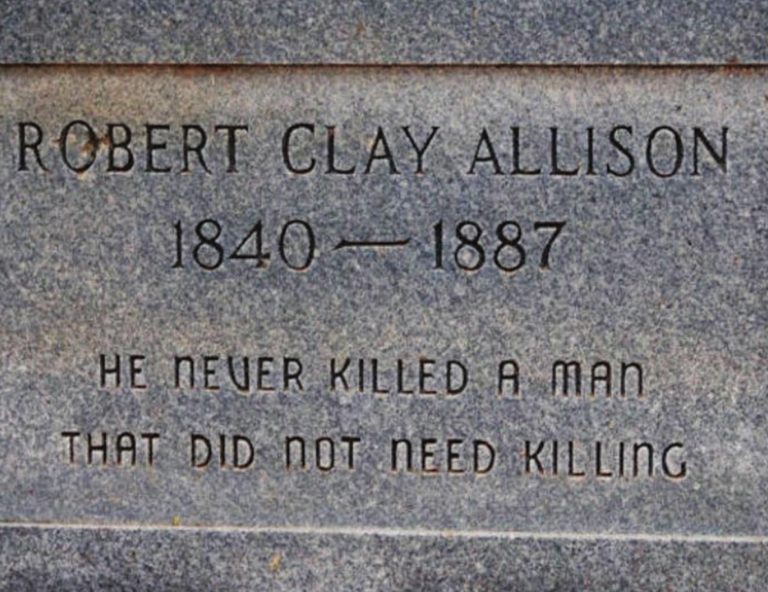 ROBERT CLAY ALLISON
1840 — 1887
HE NEVER KILLED A MAN
THAT DID NOT NEED KILLING